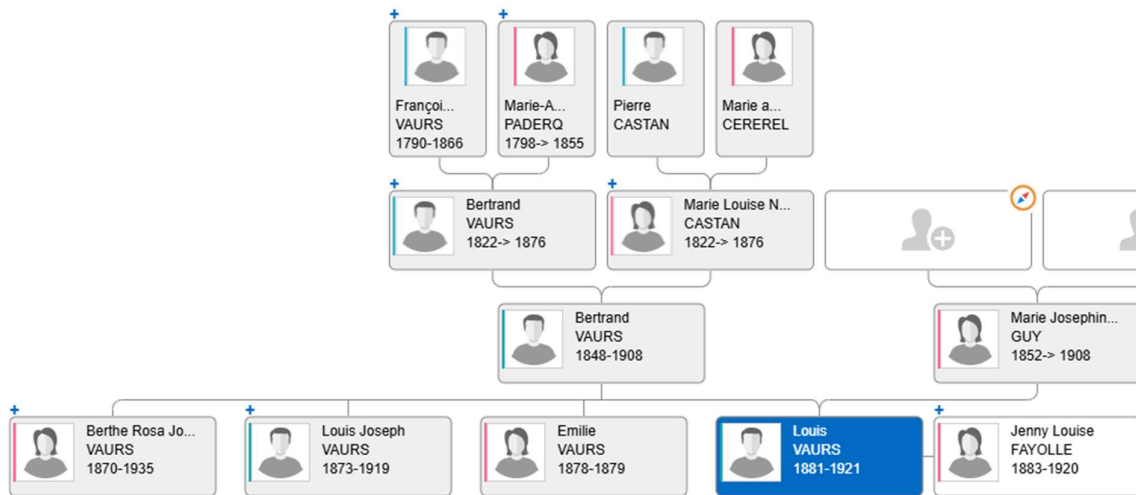 Françoi...
VAURS
1790-1866
Marie-A...
PADERQ
1798-> 1855
Pierre
CASTAN
Marie a...
CEREREL
Bertrand
VAURS
1822-> 1876
Marie Louise N...
CASTAN
1822-> 1876
Bertrand
VAURS
1848-1908
Marie Josephin...
GUY
1852-> 1908
Berthe Rosa Jo...
VAURS
1870-1935
Louis Joseph
VAURS
1873-1919
Emilie
VAURS
1878-1879
Louis
VAURS
1881-1921
Jenny Louise
FAYOLLE
1883-1920